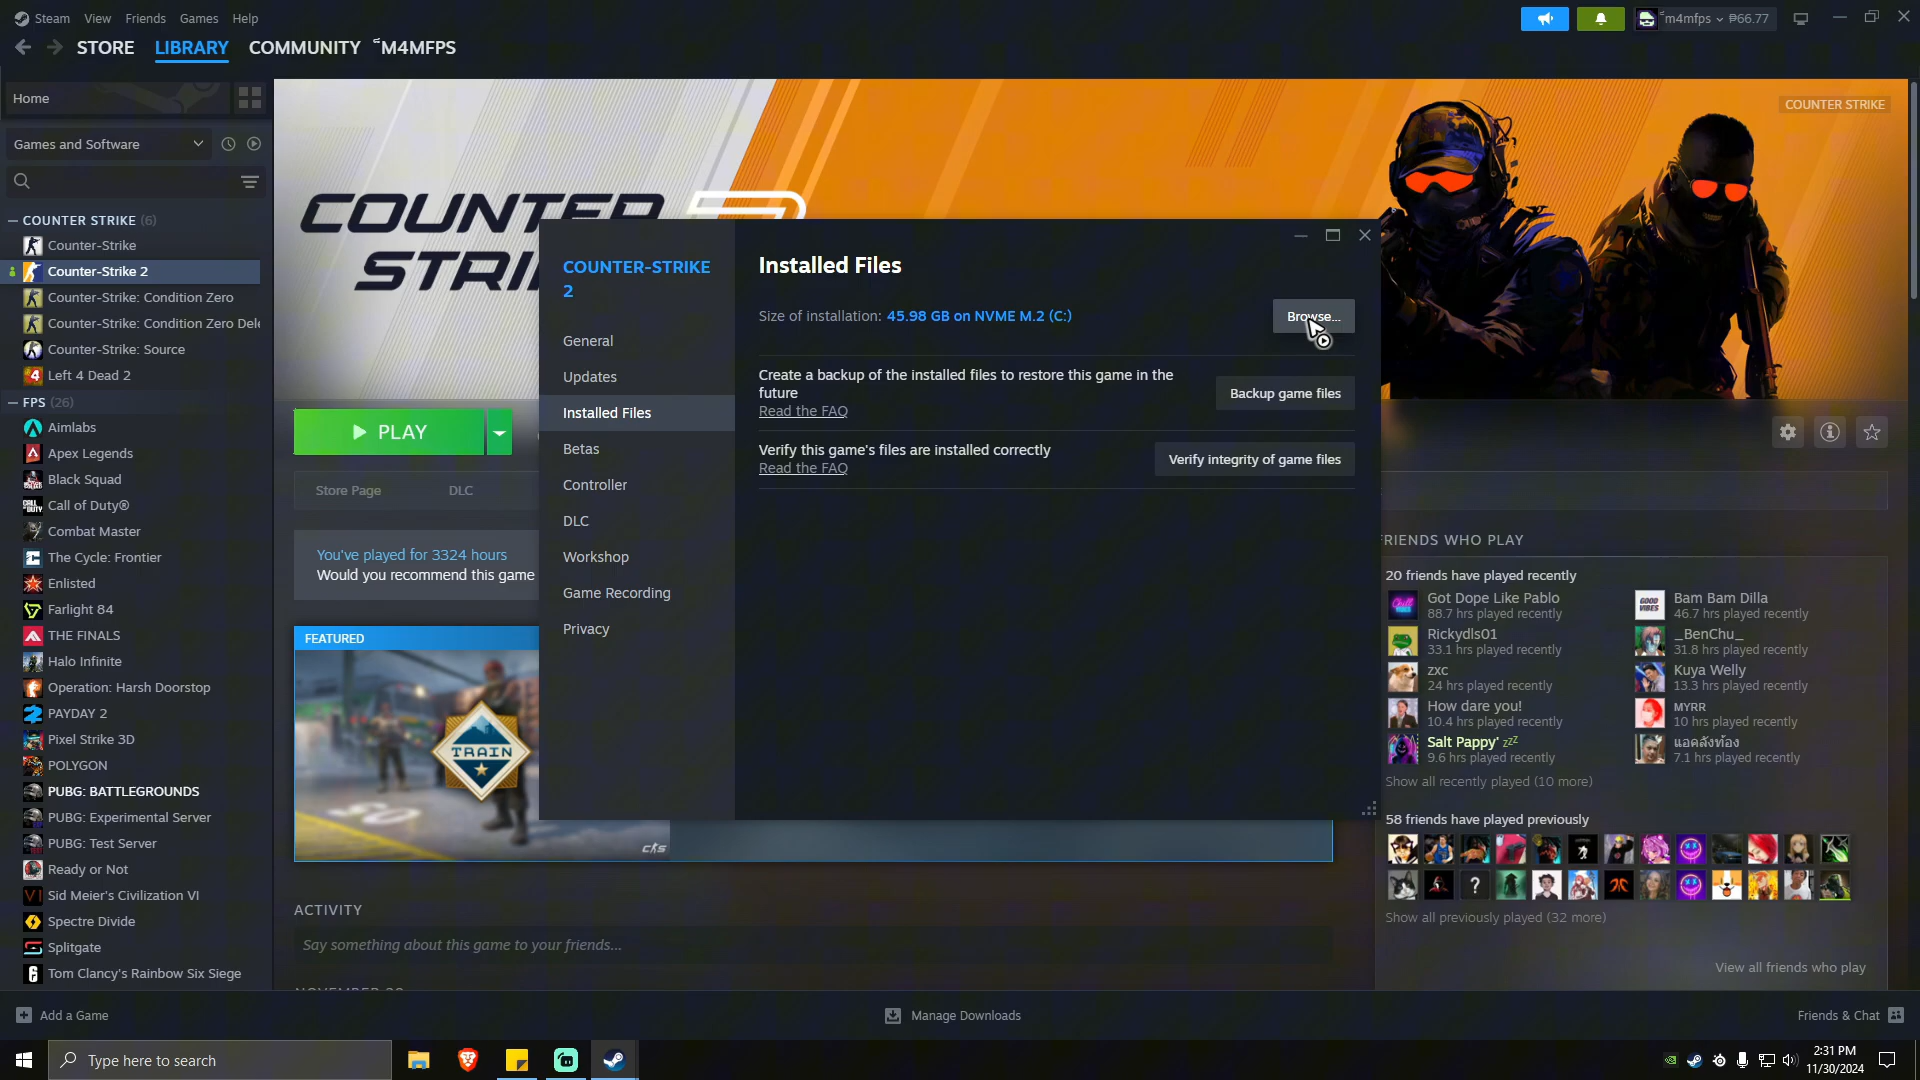 Steam View Friends Games Help
m4mfps ₱66.77
STORE LIBRARY COMMUNITY M4MFPS
Home
Games and Software
COUNTER STRIKE (6)
Counter-Strike
Counter-Strike 2
Counter-Strike: Condition Zero
Counter-Strike: Condition Zero Dele
Counter-Strike: Source
Left 4 Dead 2
FPS (26)
Aimlabs
Apex Legends
Black Squad
Call of Duty®
Combat Master
The Cycle: Frontier
Enlisted
Farlight 84
THE FINALS
Halo Infinite
Operation: Harsh Doorstop
PAYDAY 2
Pixel Strike 3D
POLYGON
PUBG: BATTLEGROUNDS
PUBG: Experimental Server
PUBG: Test Server
Ready or Not
Sid Meier's Civilization VI
Spectre Divide
Splitgate
Tom Clancy's Rainbow Six Siege
COUNTER STRIKE
COUNTER
STRI
PLAY
Store Page DLC
You've played for 3324 hours
Would you recommend this game
FEATURED
TRAIN
ACTIVITY
Say something about this game to your friends...
COUNTER-STRIKE
2
General
Updates
Installed Files
Betas
Controller
DLC
Workshop
Game Recording
Privacy
Installed Files
Size of installation: 45.98 GB on NVME M.2 (C:)
Browse...
Create a backup of the installed files to restore this game in the
future
Read the FAQ
Backup game files
Verify this game's files are installed correctly
Read the FAQ
Verify integrity of game files
RIENDS WHO PLAY
20 friends have played recently
Got Dope Like Pablo
88.7 hrs played recently
Bam Bam Dilla
46.7 hrs played recently
Rickydls01
33.1 hrs played recently
_BenChu_
31.8 hrs played recently
zxc
24 hrs played recently
Kuya Welly
13.3 hrs played recently
How dare you!
10.4 hrs played recently
MYRR
10 hrs played recently
Salt Pappy' zzZ
9.6 hrs played recently
แอคลังท้อง
7.1 hrs played recently
Show all recently played (10 more)
58 friends have played previously
Show all previously played (32 more)
View all friends who play
Add a Game
Manage Downloads
Friends & Chat
Type here to search
2:31 PM
11/30/2024